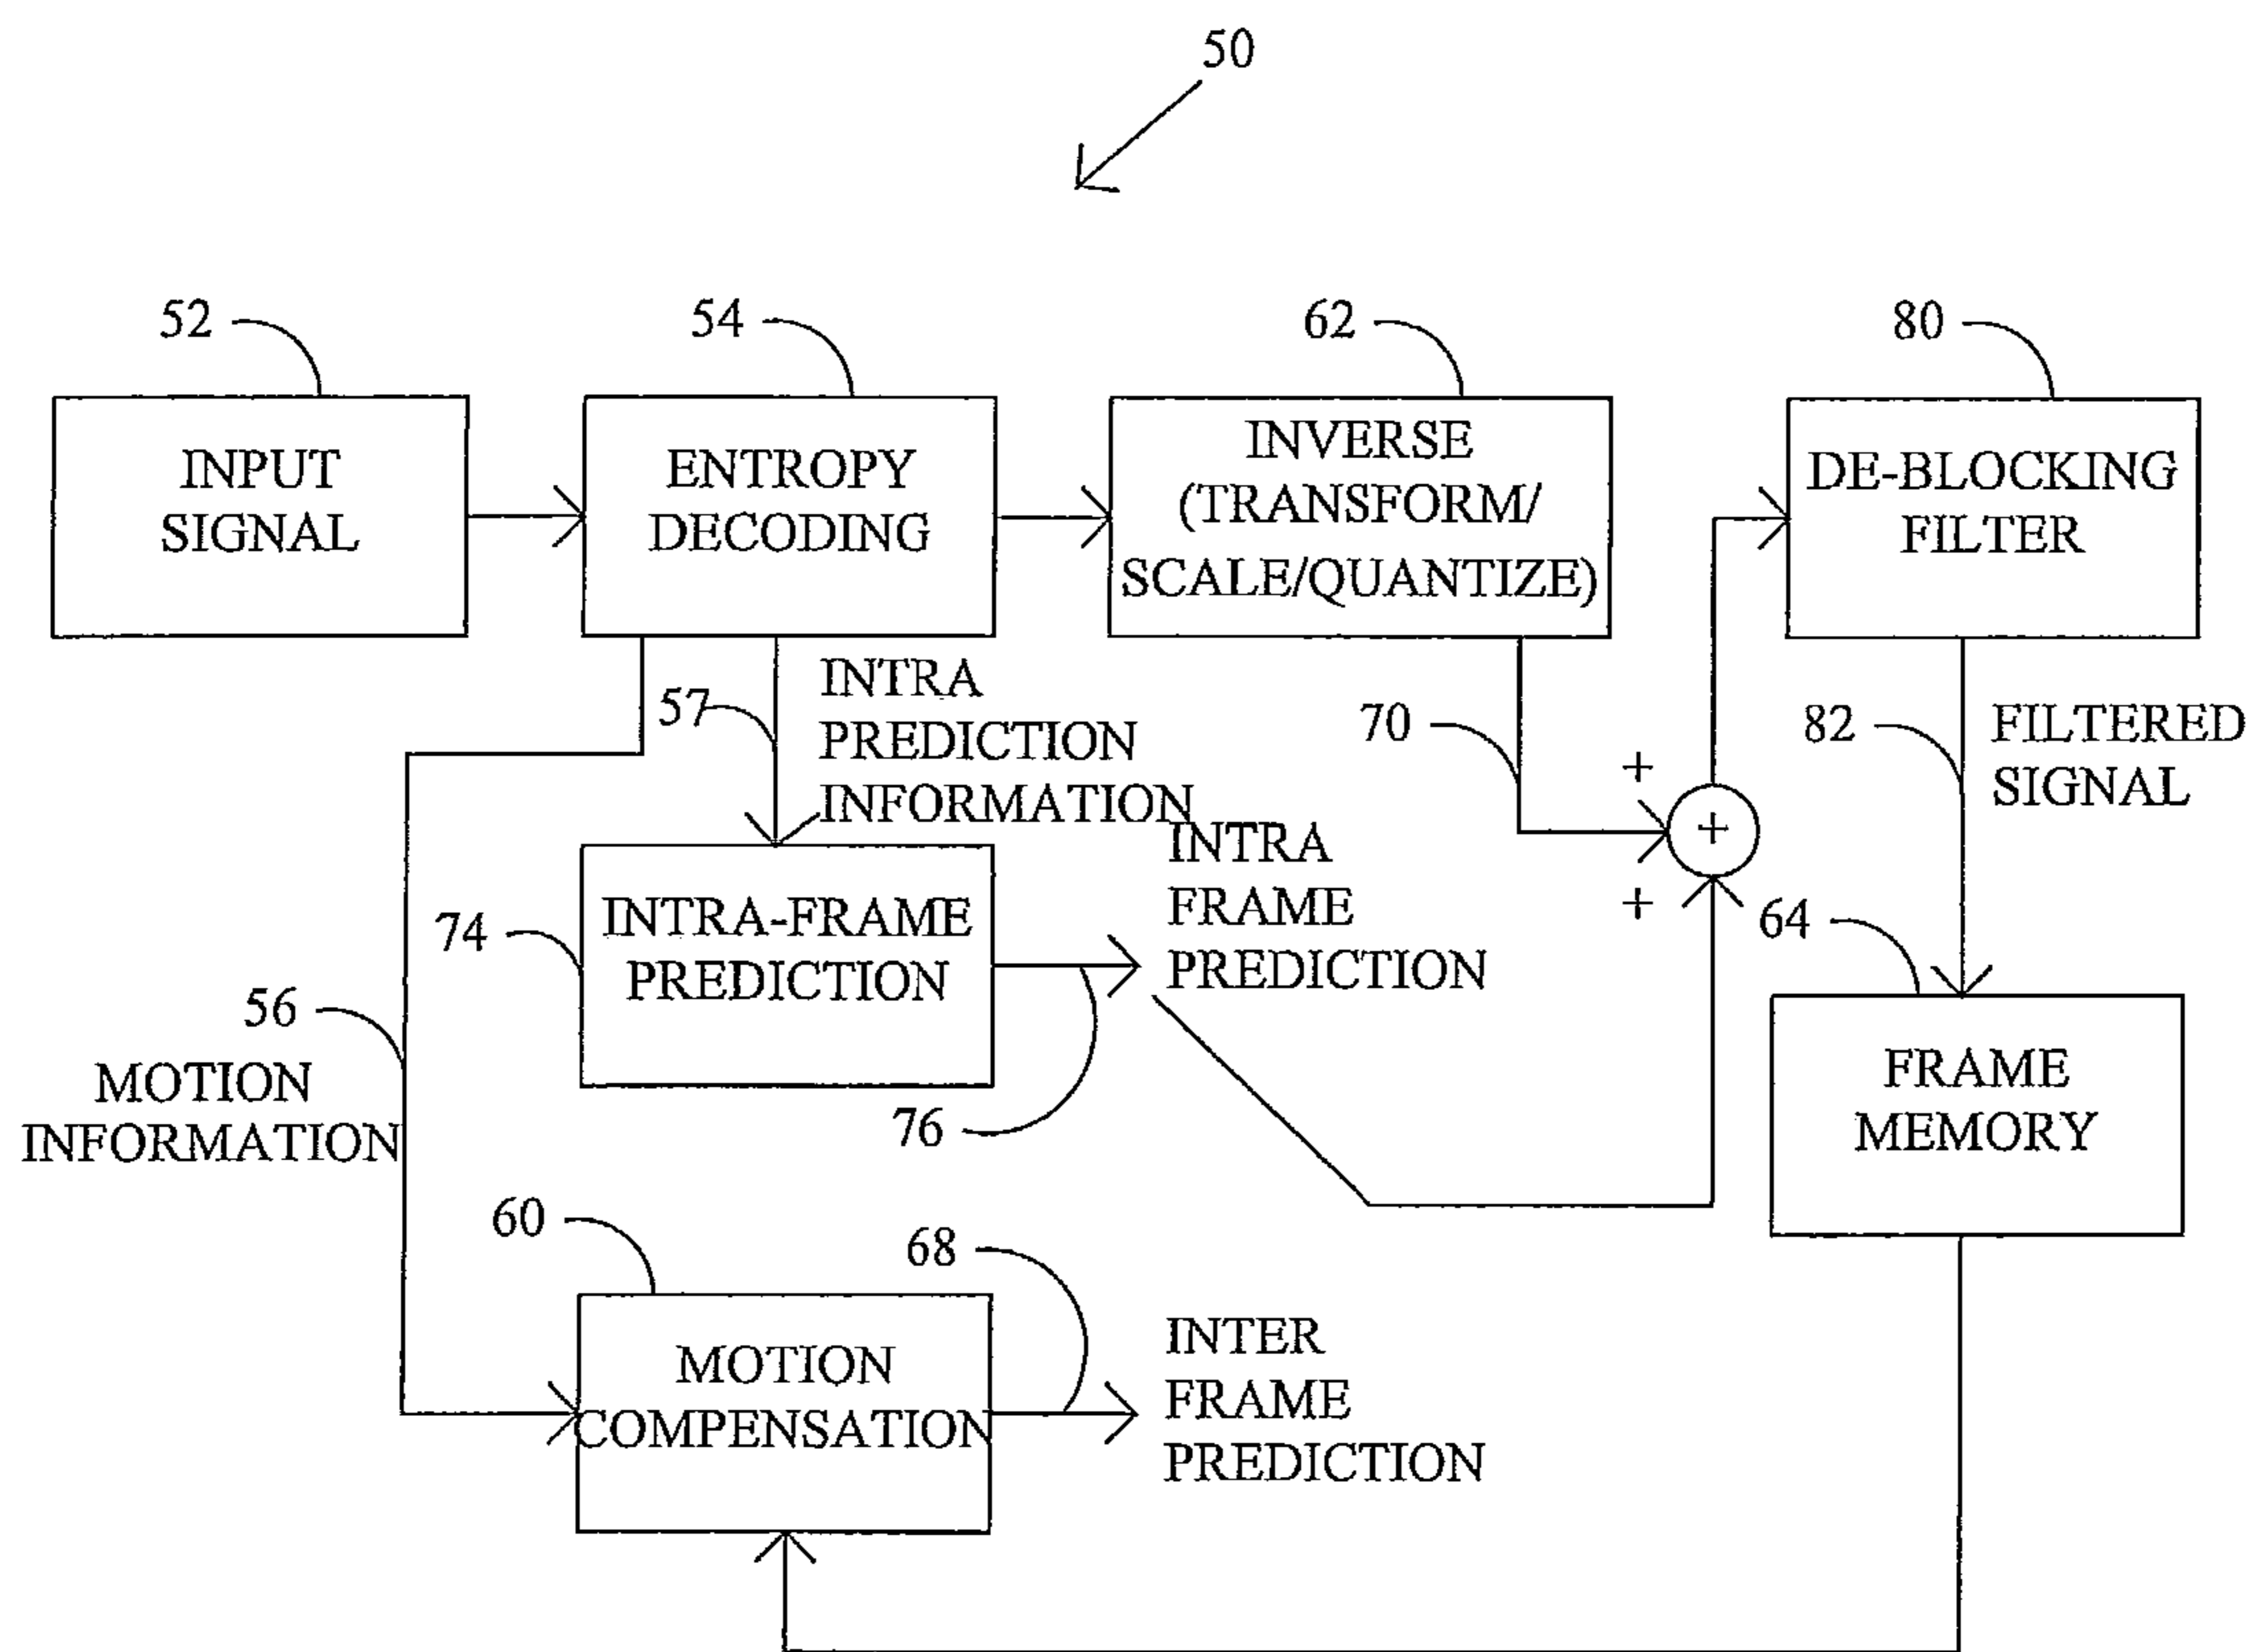 50
52
54
62
80
INPUT
SIGNAL
ENTROPY
DECODING
INVERSE
(TRANSFORM/
SCALE/QUANTIZE)
DE-BLOCKING
FILTER
57
INTRA
PREDICTION
INFORMATION
70
82
FILTERED
SIGNAL
+
+
+
74
INTRA-FRAME
PREDICTION
INTRA
FRAME
PREDICTION
64
56
MOTION
INFORMATION
76
FRAME
MEMORY
60
68
MOTION
COMPENSATION
INTER
FRAME
PREDICTION